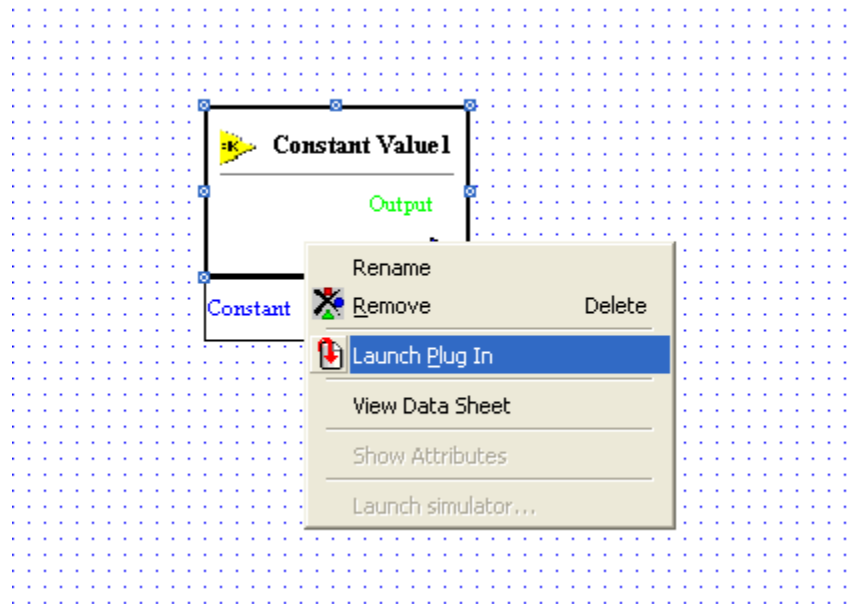 =K Constant Value1
Output
Constant
Rename
Remove Delete
Launch Plug In
View Data Sheet
Show Attributes
Launch simulator...